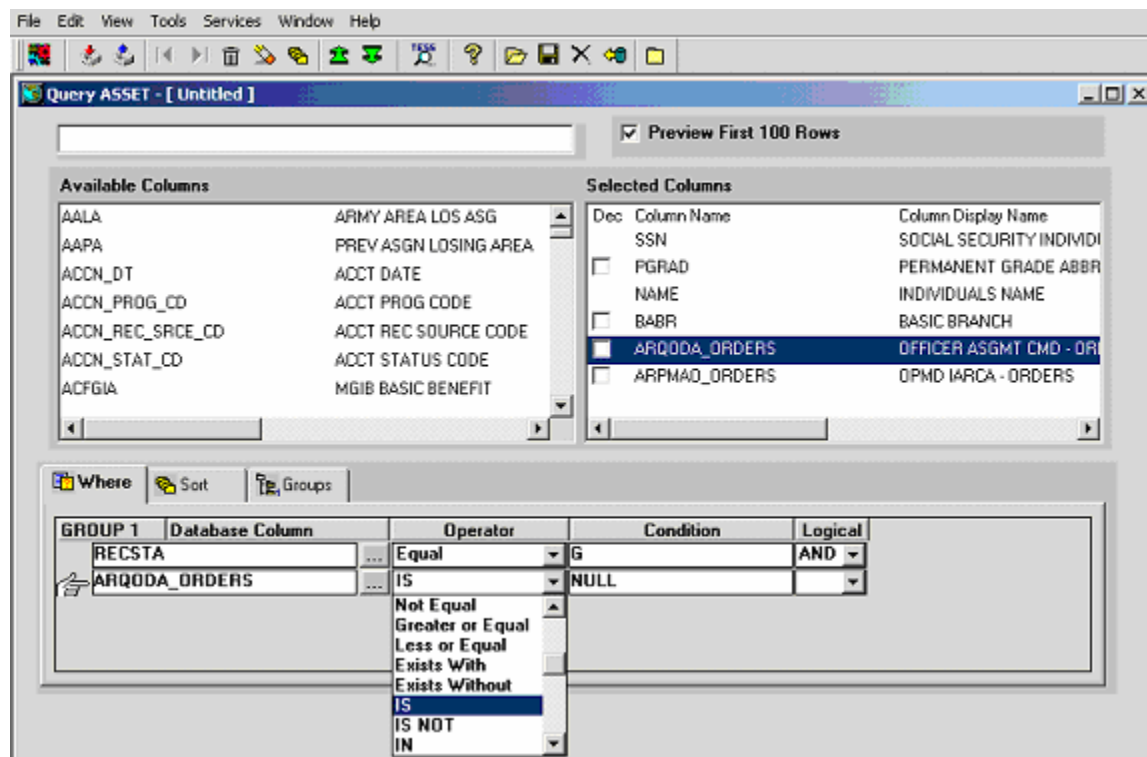 File Edit View Tools Services Window Help
TESS
Query ASSET - [ Untitled ]
Preview First 100 Rows
Available Columns
AALA ARMY AREA LOS ASG
AAPA PREV ASGN LOSING AREA
ACCN_DT ACCT DATE
ACCN_PROG_CD ACCT PROG CODE
ACCN_REC_SRCE_CD ACCT REC SOURCE CODE
ACCN_STAT_CD ACCT STATUS CODE
ACFGIA MGIB BASIC BENEFIT
Selected Columns
Dec Column Name Column Display Name
SSN SOCIAL SECURITY INDIVID
PGRAD PERMANENT GRADE ABBR
NAME INDIVIDUALS NAME
BABR BASIC BRANCH
ARQODA_ORDERS OFFICER ASGMT CMD - OR
ARPMAO_ORDERS OPMD IARCA - ORDERS
Where Sort Groups
GROUP 1 Database Column Operator Condition Logical
RECSTA ... Equal G AND
ARQODA_ORDERS ... IS NULL
Not Equal
Greater or Equal
Less or Equal
Exists With
Exists Without
IS
IS NOT
IN